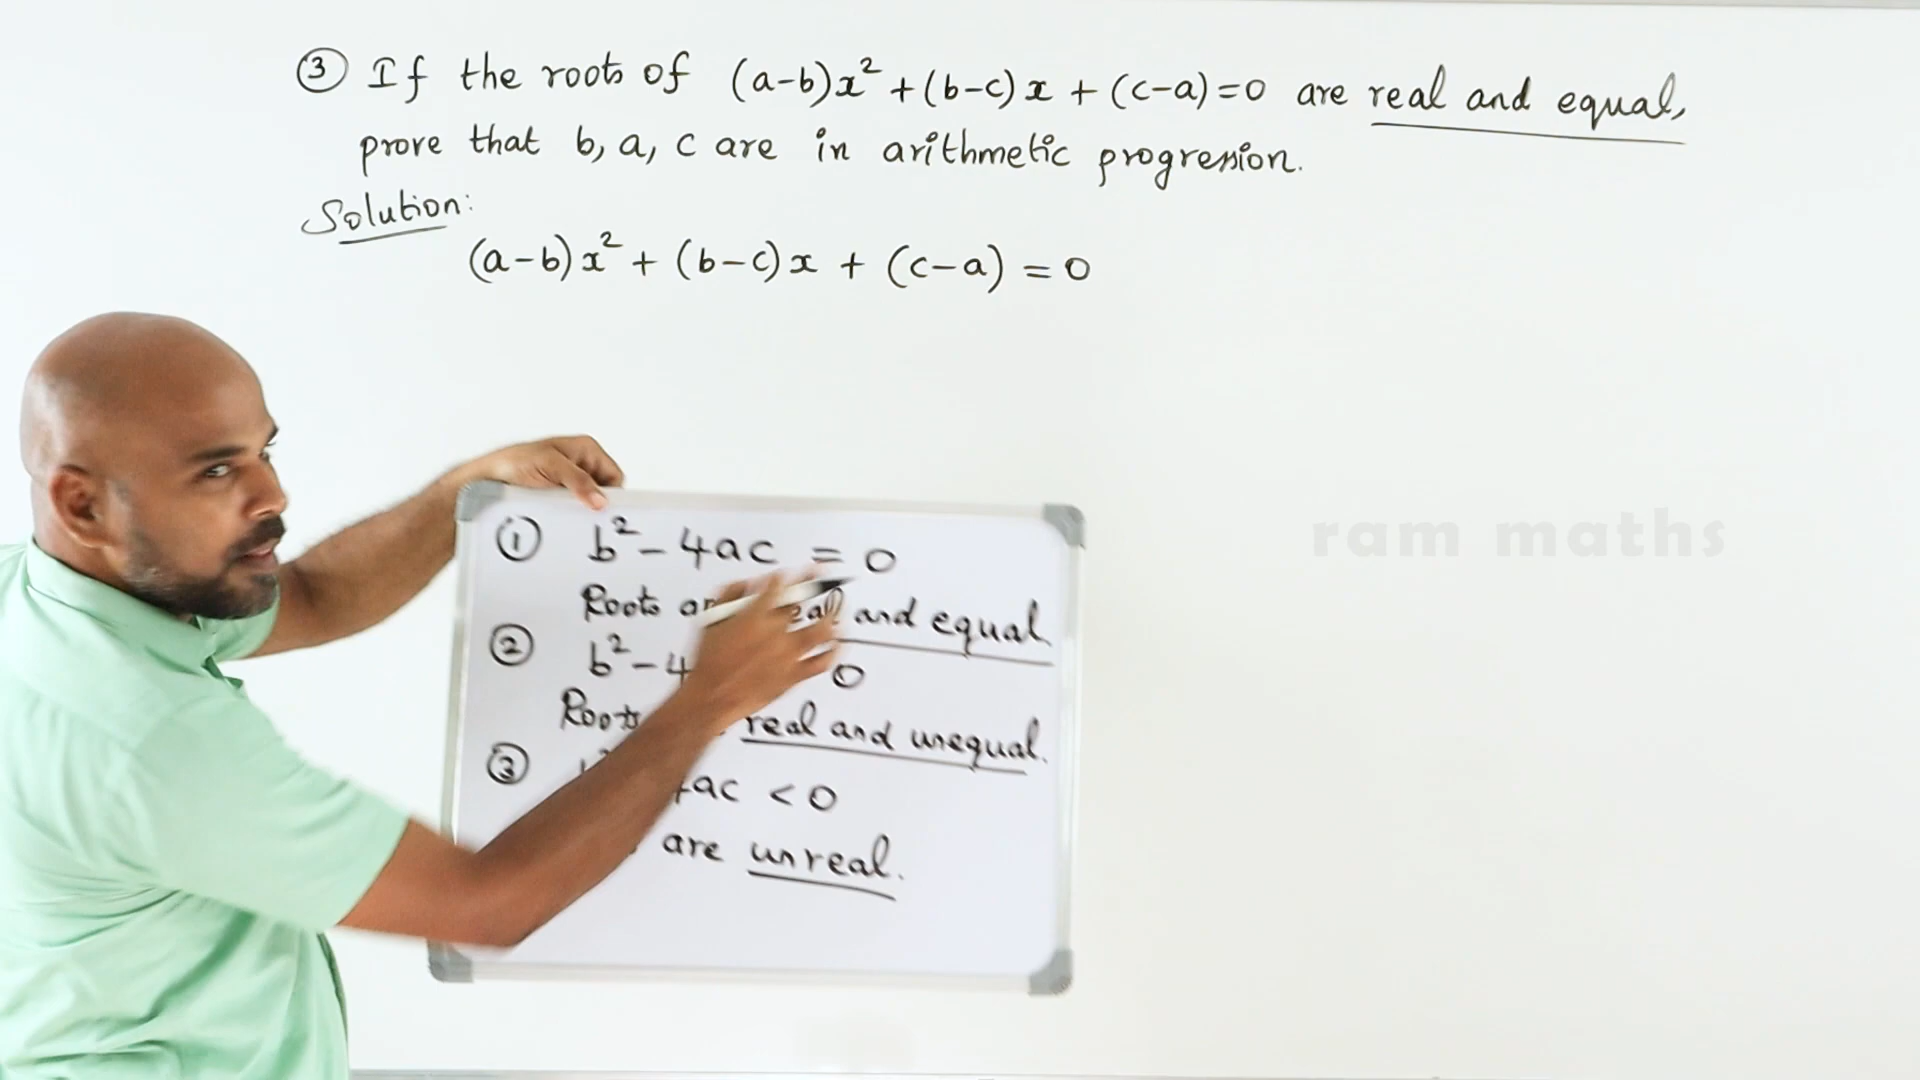 ③ If the roots of (a-b)x² + (b-c)x + (c-a) = 0 are real and equal,
prove that b, a, c are in arithmetic progression.
Solution:
(a-b)x² + (b-c)x + (c-a) = 0
① b² - 4ac = 0
Roots and equal
② b² - 4 0
Roots real and unequal.
③ ac < 0
are unreal.
ram maths